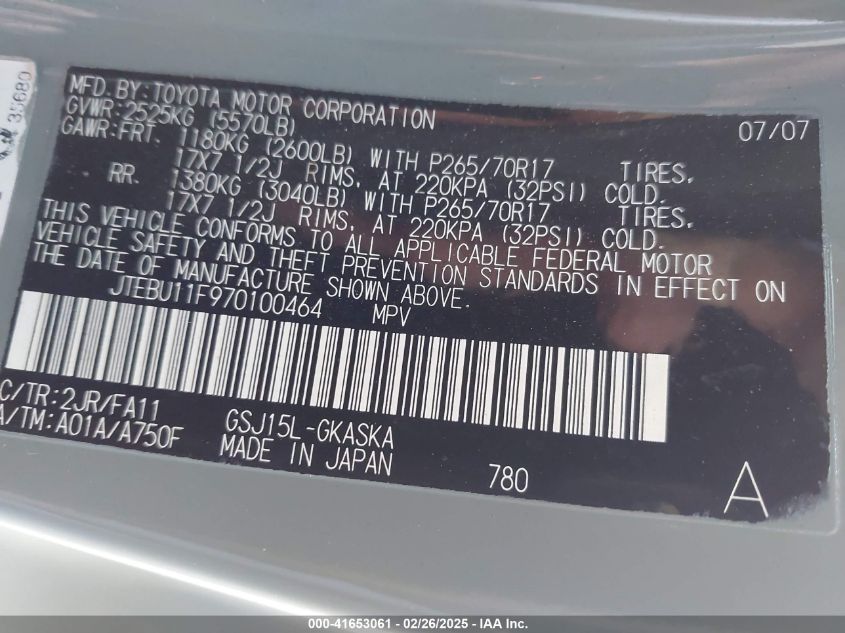 35680
MFD. BY: TOYOTA MOTOR CORPORATION 07/07
GVWR: 2525KG (5570LB)
GAWR: FRT. 1180KG (2600LB) WITH P265/70R17 TIRES,
17X7 1/2J RIMS, AT 220KPA (32PSI) COLD.
RR. 1380KG (3040LB) WITH P265/70R17 TIRES,
17X7 1/2J RIMS, AT 220KPA (32PSI) COLD.
THIS VEHICLE CONFORMS TO ALL APPLICABLE FEDERAL MOTOR
VEHICLE SAFETY AND THEFT PREVENTION STANDARDS IN EFFECT ON
THE DATE OF MANUFACTURE SHOWN ABOVE.
JTEBU11F970100464 MPV
C/TR: 2JR/FA11 GSJ15L-GKASKA
A/TM: A01A/A750F MADE IN JAPAN 780 A
000-41653061 - 02/26/2025 - IAA Inc.